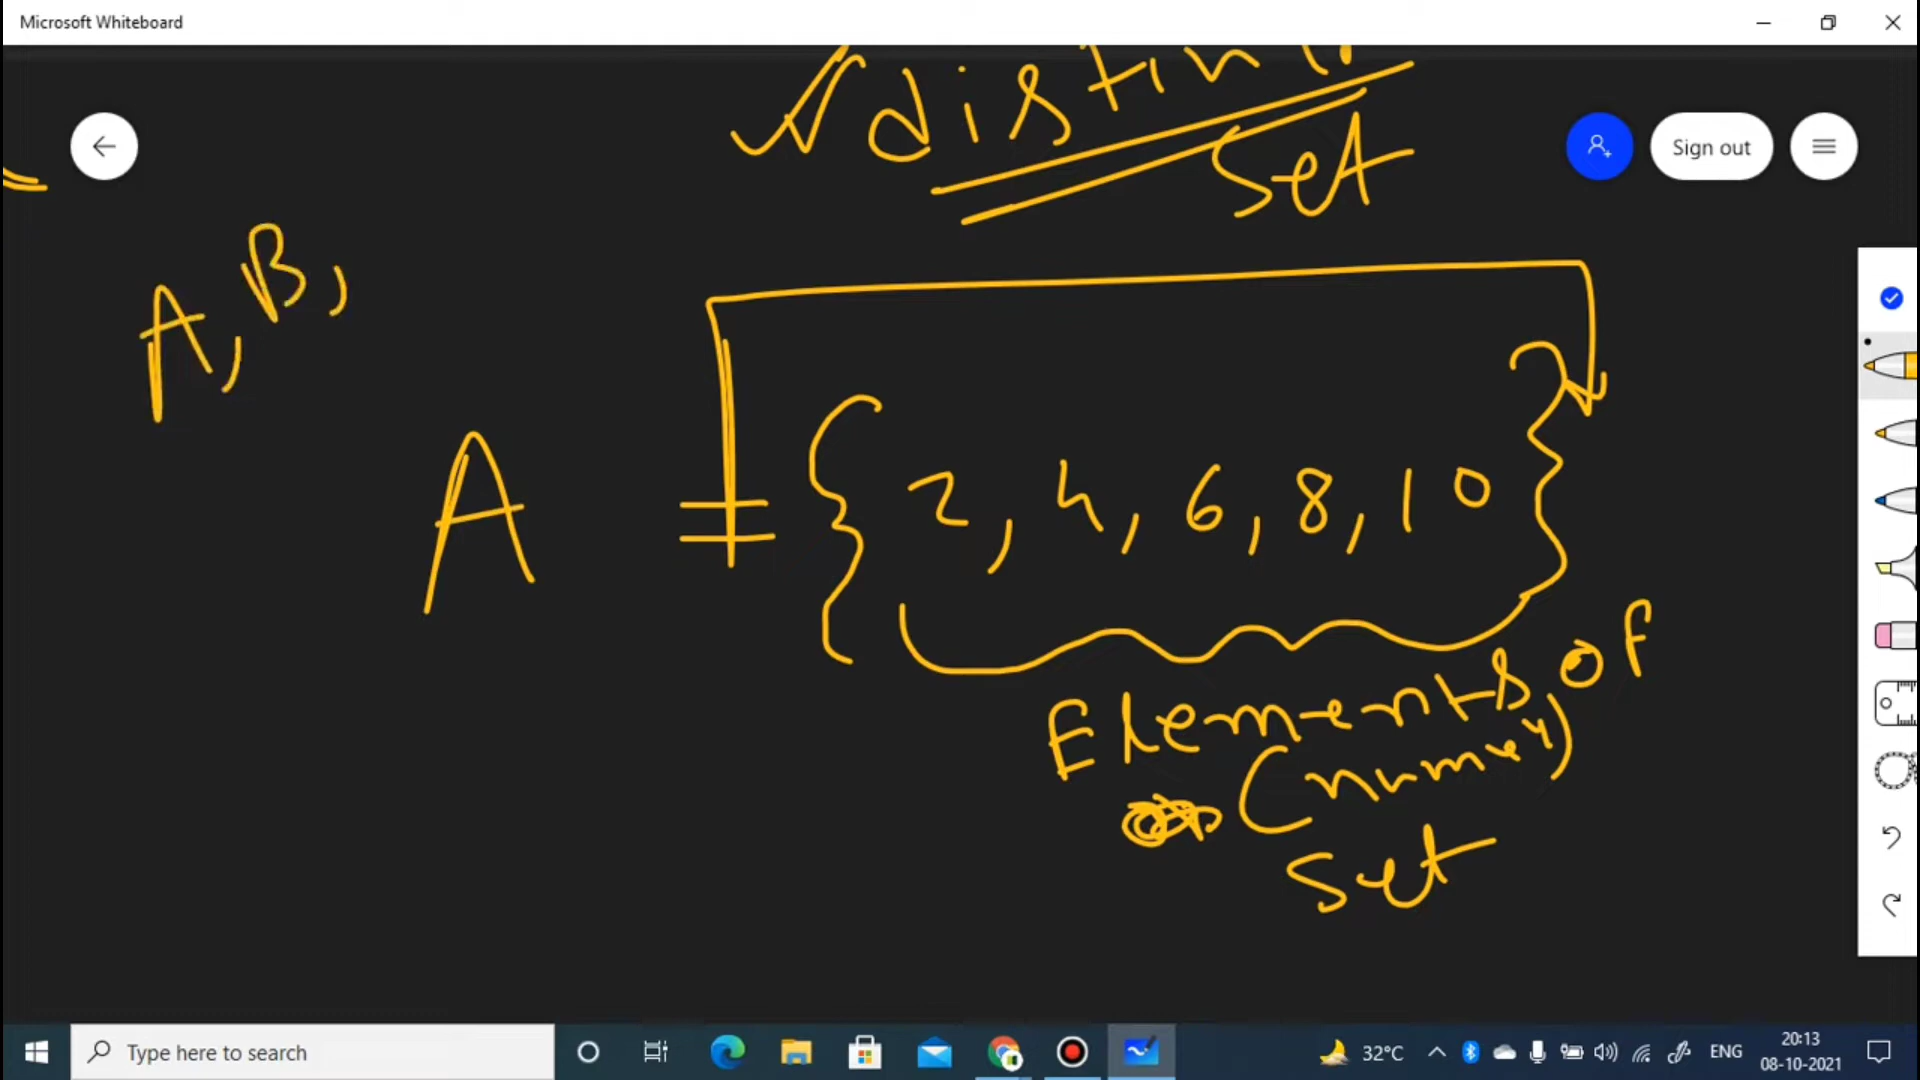 Microsoft Whiteboard
distin
set
Sign out
A, B,
A = { 2, 4, 6, 8, 10 }
Elements of
set
Type here to search
32°C
ENG
20:13
08-10-2021